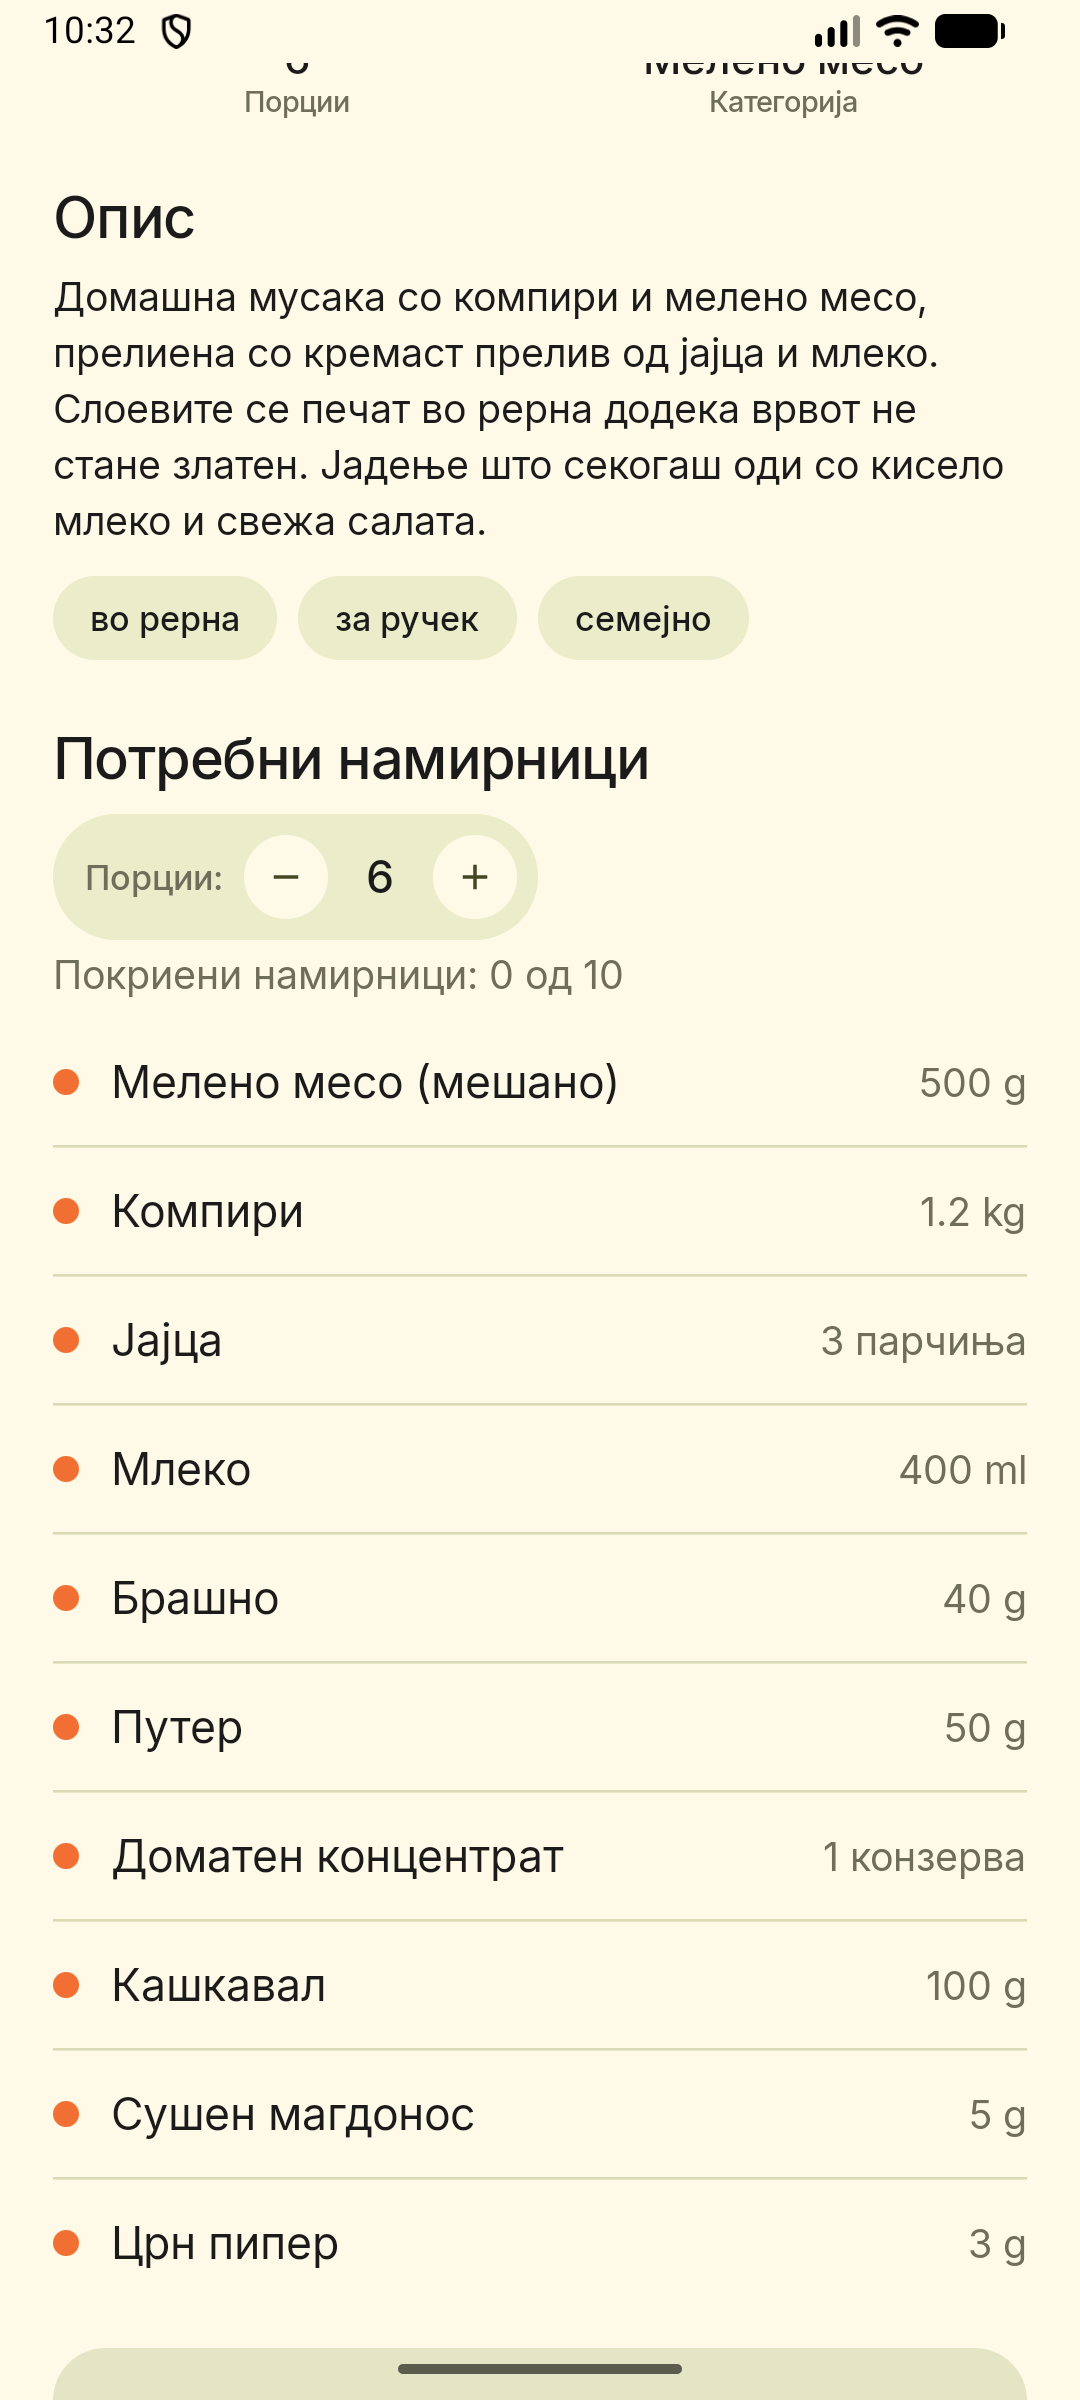 10:32
Мелено месо
Порции
Категорија
Опис
Домашна мусака со компири и мелено месо,
прелиена со кремаст прелив од јајца и млеко.
Слоевите се печат во рерна додека врвот не
стане златен. Јадење што секогаш оди со кисело
млеко и свежа салата.
во рерна
за ручек
семејно
Потребни намирници
Порции: − 6 +
Покриени намирници: 0 од 10
Мелено месо (мешано) 500 g
Компири 1.2 kg
Јајца 3 парчиња
Млеко 400 ml
Брашно 40 g
Путер 50 g
Доматен концентрат 1 конзерва
Кашкавал 100 g
Сушен магдонос 5 g
Црн пипер 3 g